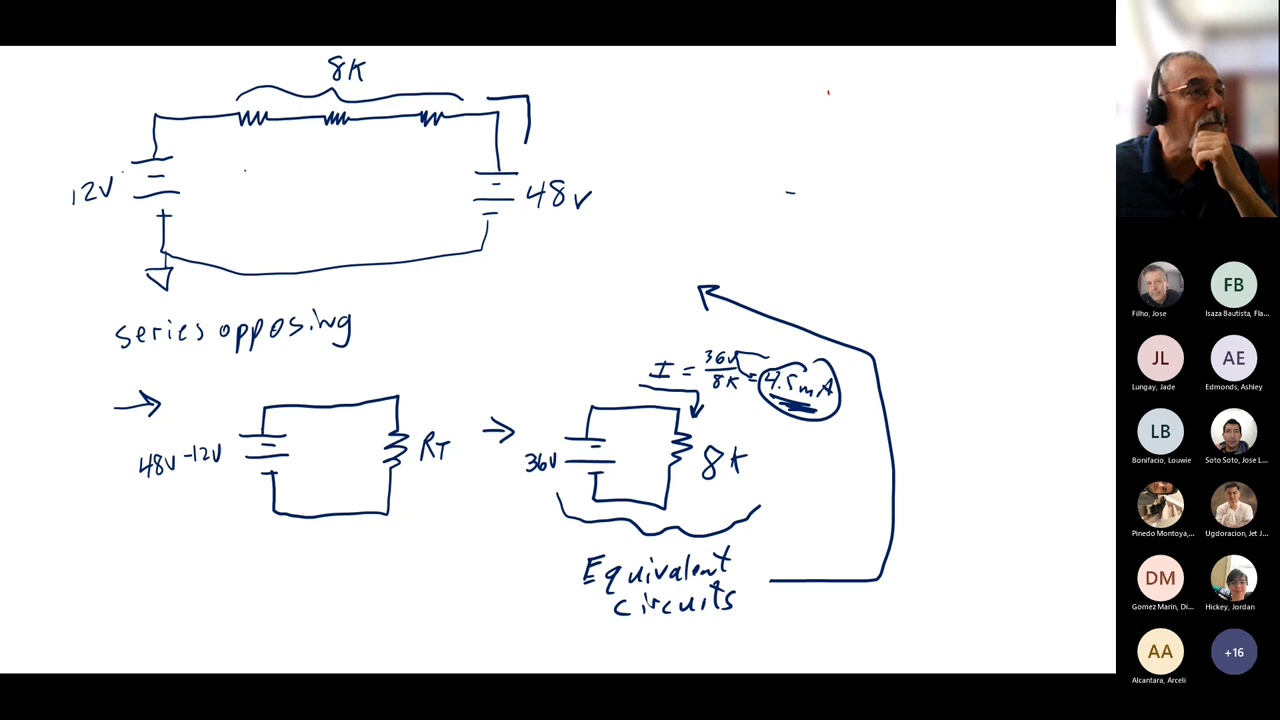 8K
12V
48V
series opposing
I = 36V / 8K = 4.5mA
48V-12V
RT
36V
8K
Equivalent
circuits
FB
Filho, Jose
Isaza Bautista, Fla...
JL
AE
Lungay, Jade
Edmonds, Ashley
LB
Bonifacio, Louwie
Soto Soto, Jose L...
Pinedo Montoya,...
Ugdoracion, Jet J...
DM
Gomez Marin, Di...
Hickey, Jordan
AA
+16
Alcantara, Arceli